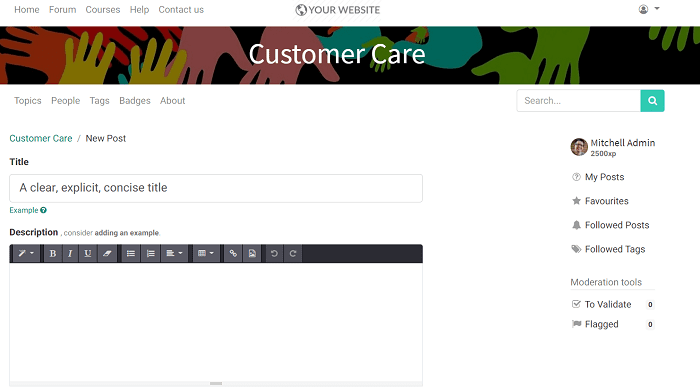 Home Forum Courses Help Contact us YOUR WEBSITE
Customer Care
Topics People Tags Badges About Search...
Customer Care / New Post
Title
A clear, explicit, concise title
Example
Description , consider adding an example.
B I U
Mitchell Admin
2500xp
My Posts
Favourites
Followed Posts
Followed Tags
Moderation tools
To Validate 0
Flagged 0